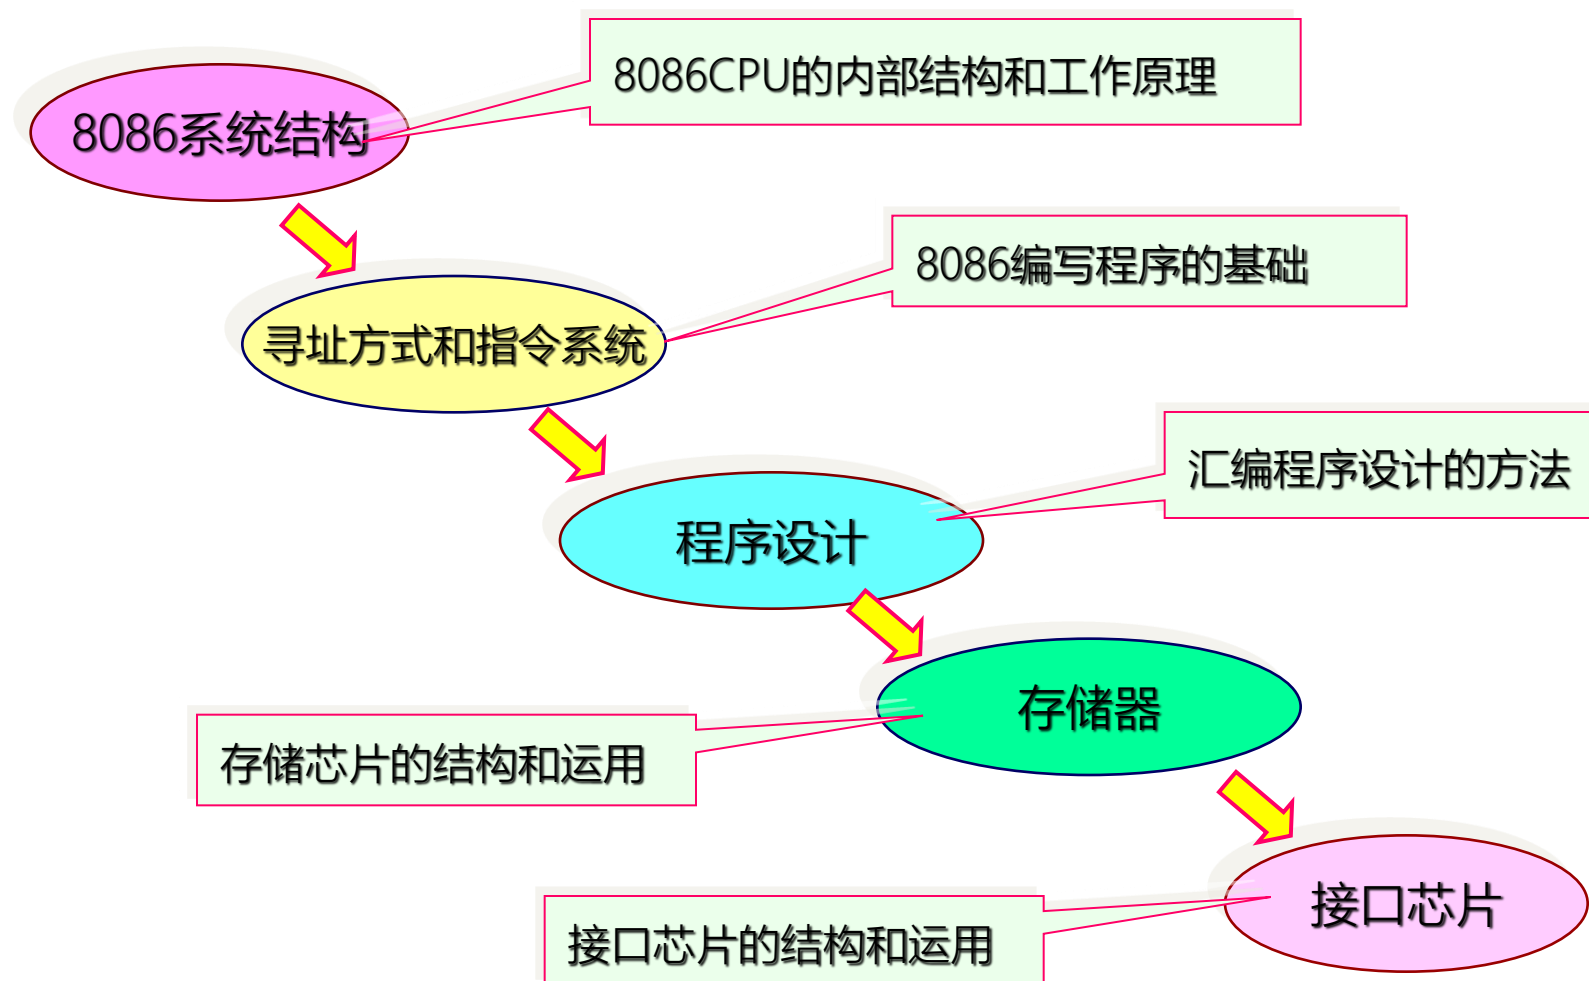 8086CPU的内部结构和工作原理
8086系统结构
8086编写程序的基础
寻址方式和指令系统
汇编程序设计的方法
程序设计
存储器
存储芯片的结构和运用
接口芯片
接口芯片的结构和运用